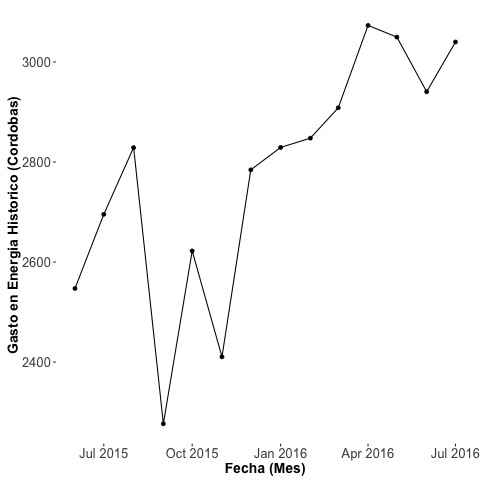 Gasto en Energia Historico (Cordobas)
3000
2800
2600
2400
Jul 2015 Oct 2015 Jan 2016 Apr 2016 Jul 2016
Fecha (Mes)